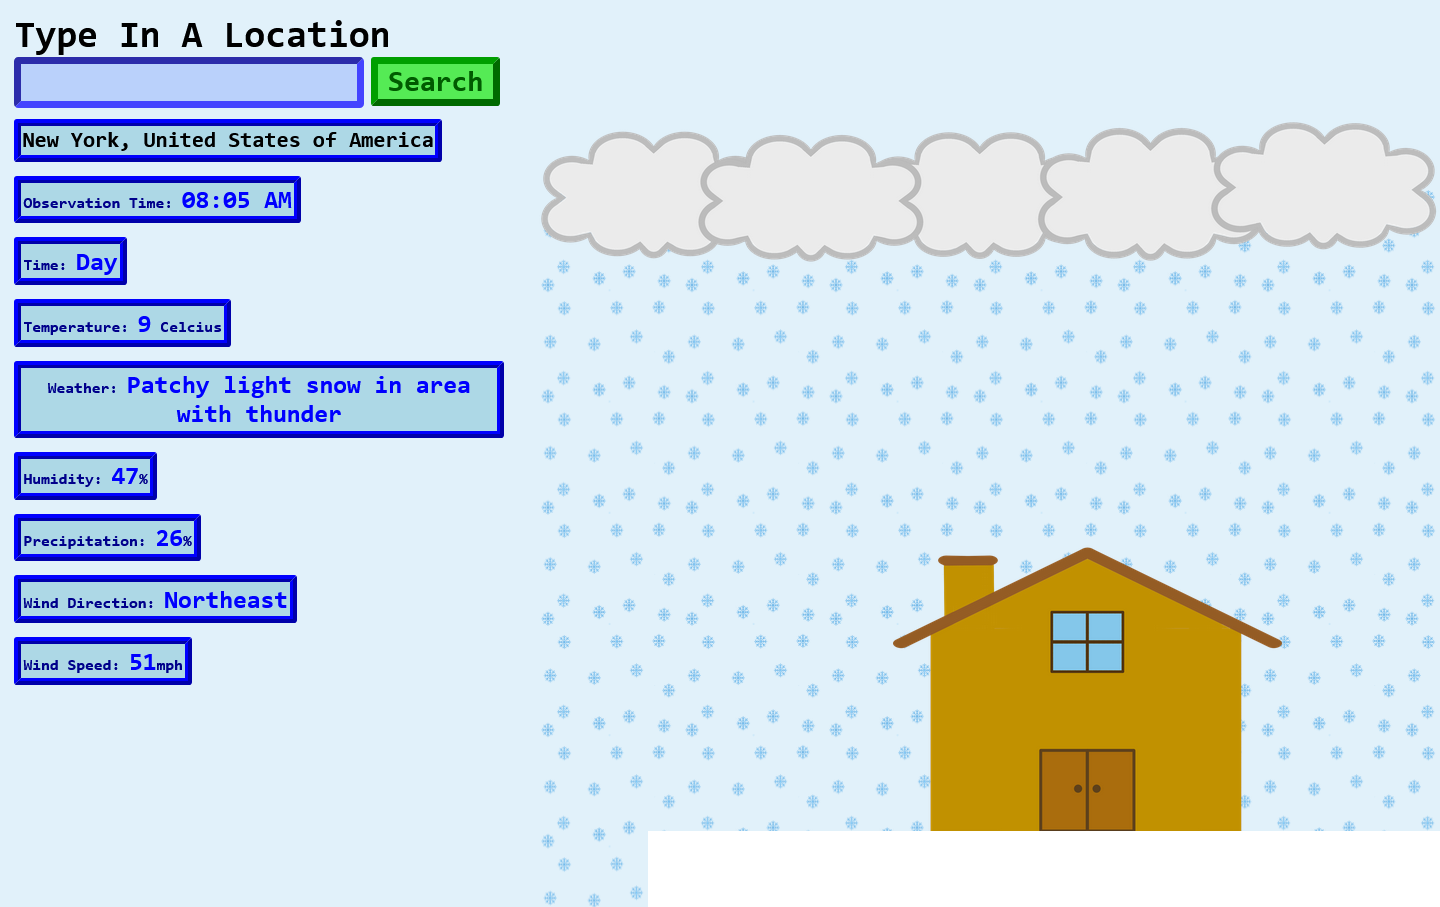 Type In A Location
Search
New York, United States of America
Observation Time: 08:05 AM
Time: Day
Temperature: 9 Celcius
Weather: Patchy light snow in area
with thunder
Humidity: 47%
Precipitation: 26%
Wind Direction: Northeast
Wind Speed: 51mph